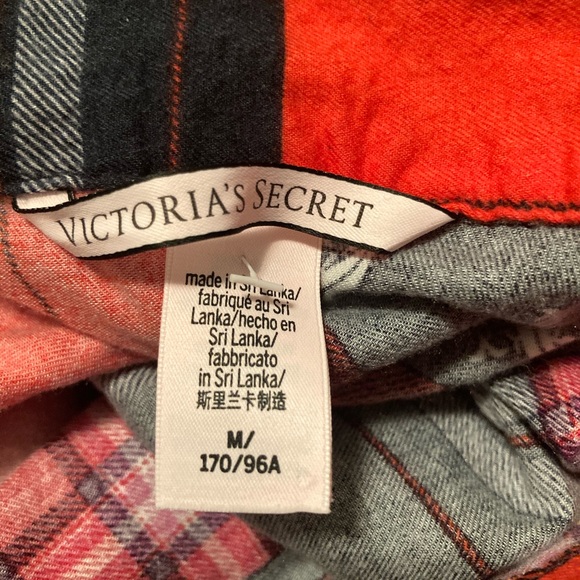 VICTORIA'S SECRET
made in Sri Lanka/
fabriqué au Sri
Lanka/hecho en
Sri Lanka/
fabbricato
in Sri Lanka/
斯里兰卡制造
M/
170/96A